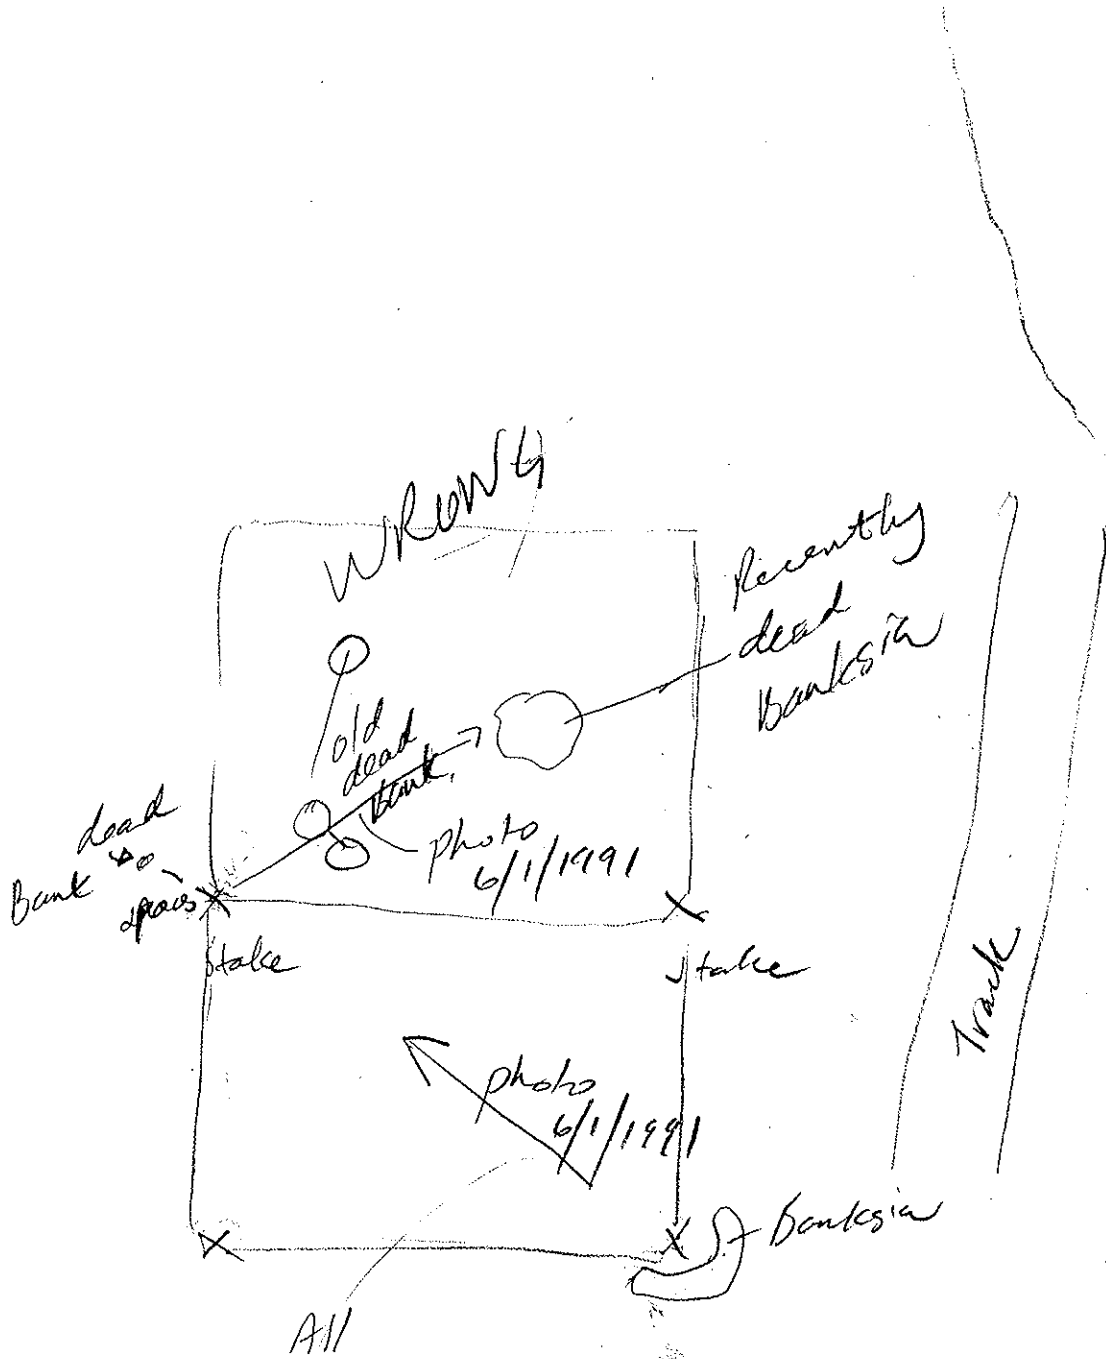 WRONG
Recently
dead
Banksia
old
dead
Bank.
photo
6/1/1991
dead
Bank
Stake
Stake
Track
photo
6/1/1991
Banksia
All